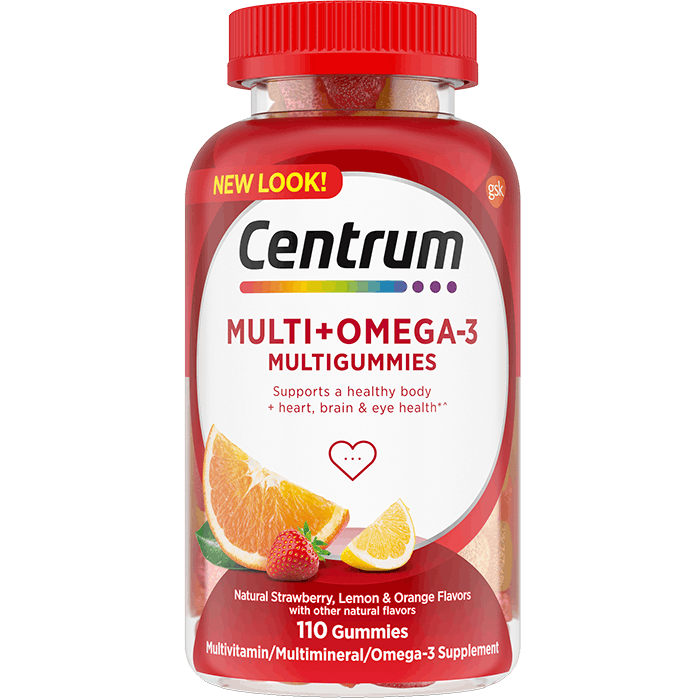 NEW LOOK!
gsk
Centrum
MULTI+OMEGA-3
MULTIGUMMIES
Supports a healthy body
+ heart, brain & eye health*^
Natural Strawberry, Lemon & Orange Flavors
with other natural flavors
110 Gummies
Multivitamin/Multimineral/Omega-3 Supplement